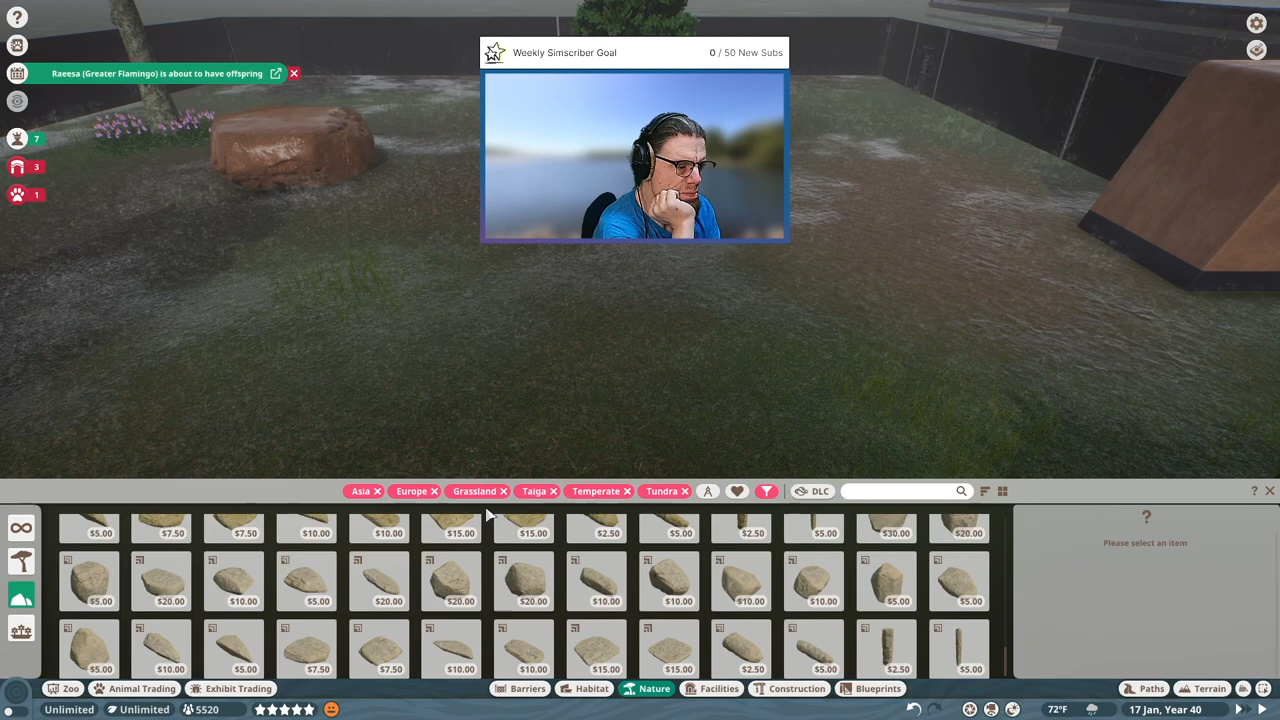 Weekly Simscriber Goal 0 / 50 New Subs
Raeesa (Greater Flamingo) is about to have offspring
7
3
1
Asia Europe Grassland Taiga Temperate Tundra DLC
$5.00 $7.50 $7.50 $10.00 $10.00 $15.00 $15.00 $2.50 $5.00 $2.50 $5.00 $30.00 $20.00
Please select an item
$5.00 $20.00 $10.00 $5.00 $20.00 $20.00 $20.00 $10.00 $10.00 $10.00 $10.00 $5.00 $5.00
$5.00 $10.00 $5.00 $7.50 $7.50 $10.00 $10.00 $15.00 $15.00 $2.50 $5.00 $2.50 $5.00
Zoo Animal Trading Exhibit Trading Barriers Habitat Nature Facilities Construction Blueprints Paths Terrain
Unlimited Unlimited 5520 72°F 17 Jan, Year 40